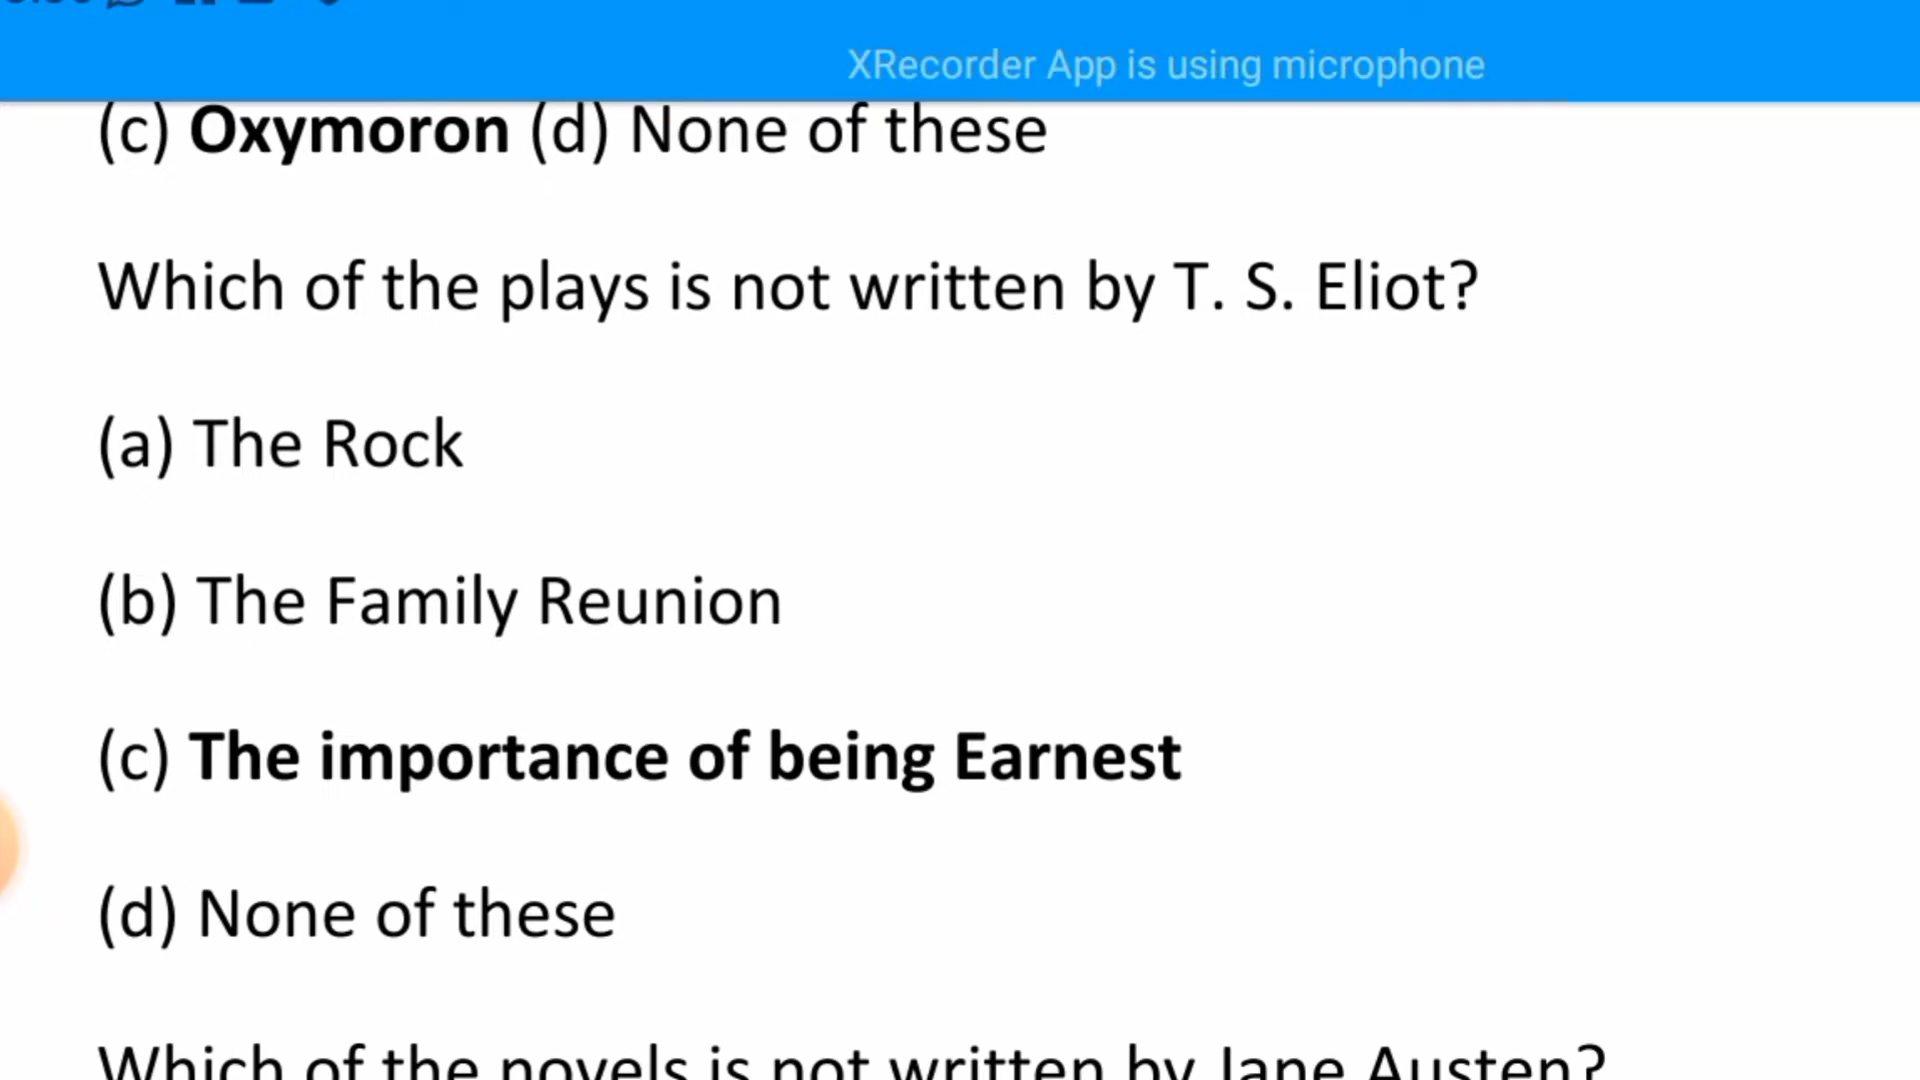 XRecorder App is using microphone
(c) Oxymoron (d) None of these
Which of the plays is not written by T. S. Eliot?
(a) The Rock
(b) The Family Reunion
(c) The importance of being Earnest
(d) None of these
Which of the novels is not written by Jane Austen?